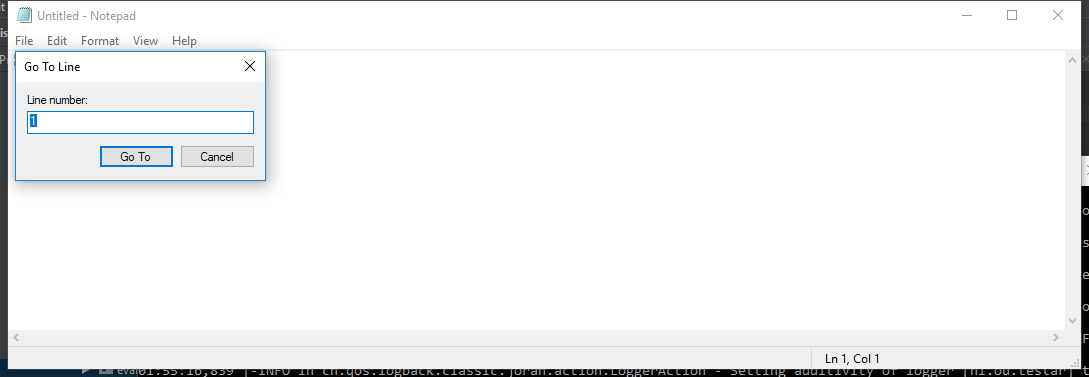 Untitled - Notepad
File Edit Format View Help
Go To Line
Line number:
1
Go To Cancel
Ln 1, Col 1
eval01:55:16,839 |-INFO in ch.qos.logback.classic.joran.action.LoggerAction - Setting additivity of logger [nl.ou.testar] t